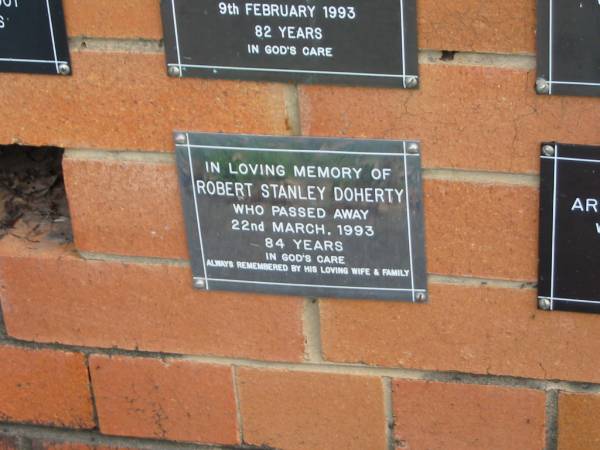 9th FEBRUARY 1993
82 YEARS
IN GOD'S CARE
IN LOVING MEMORY OF
ROBERT STANLEY DOHERTY
WHO PASSED AWAY
22nd MARCH, 1993
84 YEARS
IN GOD'S CARE
ALWAYS REMEMBERED BY HIS LOVING WIFE & FAMILY
AR